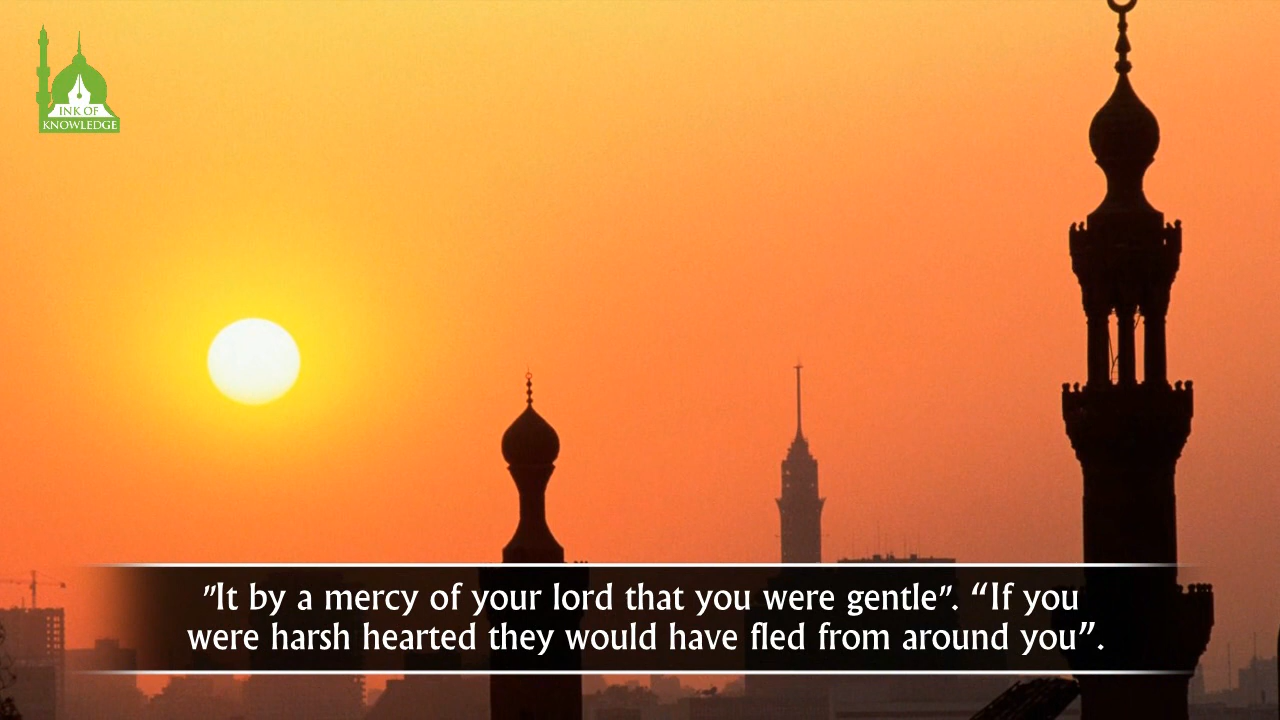 INK OF
KNOWLEDGE
"It by a mercy of your lord that you were gentle". “If you
were harsh hearted they would have fled from around you”.